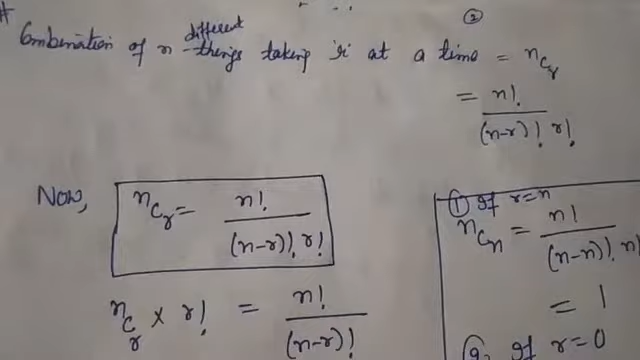 ②
# Combination of n different things taking 'r' at a time = nCr
= n! / (n-r)! r!
Now, nCr = n! / (n-r)! r!
nCr × r! = n! / (n-r)!
① If r=n
nCn = n! / (n-n)! n!
= 1
② If r=0